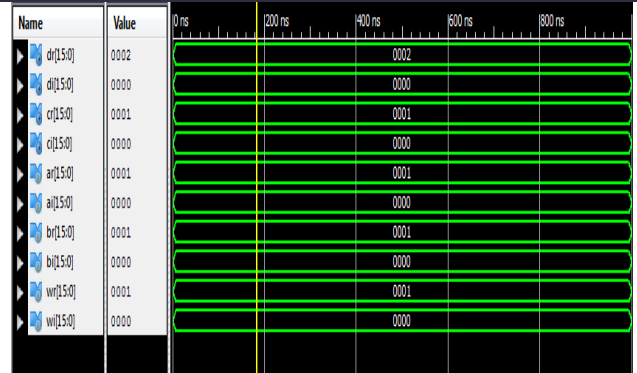 Name Value 0 ns 200 ns 400 ns 600 ns 800 ns
dr[15:0] 0002 0002
di[15:0] 0000 0000
cr[15:0] 0001 0001
ci[15:0] 0000 0000
ar[15:0] 0001 0001
ai[15:0] 0000 0000
br[15:0] 0001 0001
bi[15:0] 0000 0000
wr[15:0] 0001 0001
wi[15:0] 0000 0000